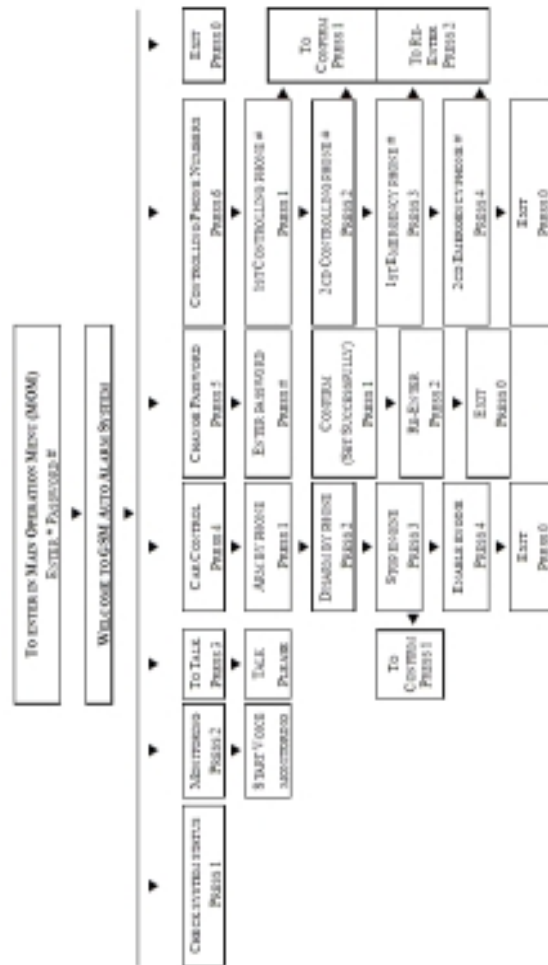 TO ENTER IN MAIN OPERATION MENU (MOM)
ENTER * PASSWORD #
WELCOME TO GSM AUTO ALARM SYSTEM
CHECK SYSTEM STATUS
PRESS 1
MONITORING
PRESS 2
START VOICE
MONITORING
TO TALK
PRESS 3
TALK
PLEASE
CAR CONTROL
PRESS 4
ARM BY PHONE
PRESS 1
DISARM BY PHONE
PRESS 2
STOP ENGINE
PRESS 3
TO
CONFIRM
PRESS 1
ENABLE ENGINE
PRESS 4
EXIT
PRESS 0
CHANGE PASSWORD
PRESS 5
ENTER PASSWORD
PRESS #
CONFIRM
(SET SUCCESSFULLY)
PRESS 1
RE-ENTER
PRESS 2
EXIT
PRESS 0
CONTROLLING PHONE NUMBERS
PRESS 6
1ST CONTROLLING PHONE #
PRESS 1
2CD CONTROLLING PHONE #
PRESS 2
1ST EMERGENCY PHONE #
PRESS 3
2CD EMERGENCY PHONE #
PRESS 4
EXIT
PRESS 0
TO
CONFIRM
PRESS 1
TO RE-
ENTER
PRESS 2
EXIT
PRESS 0